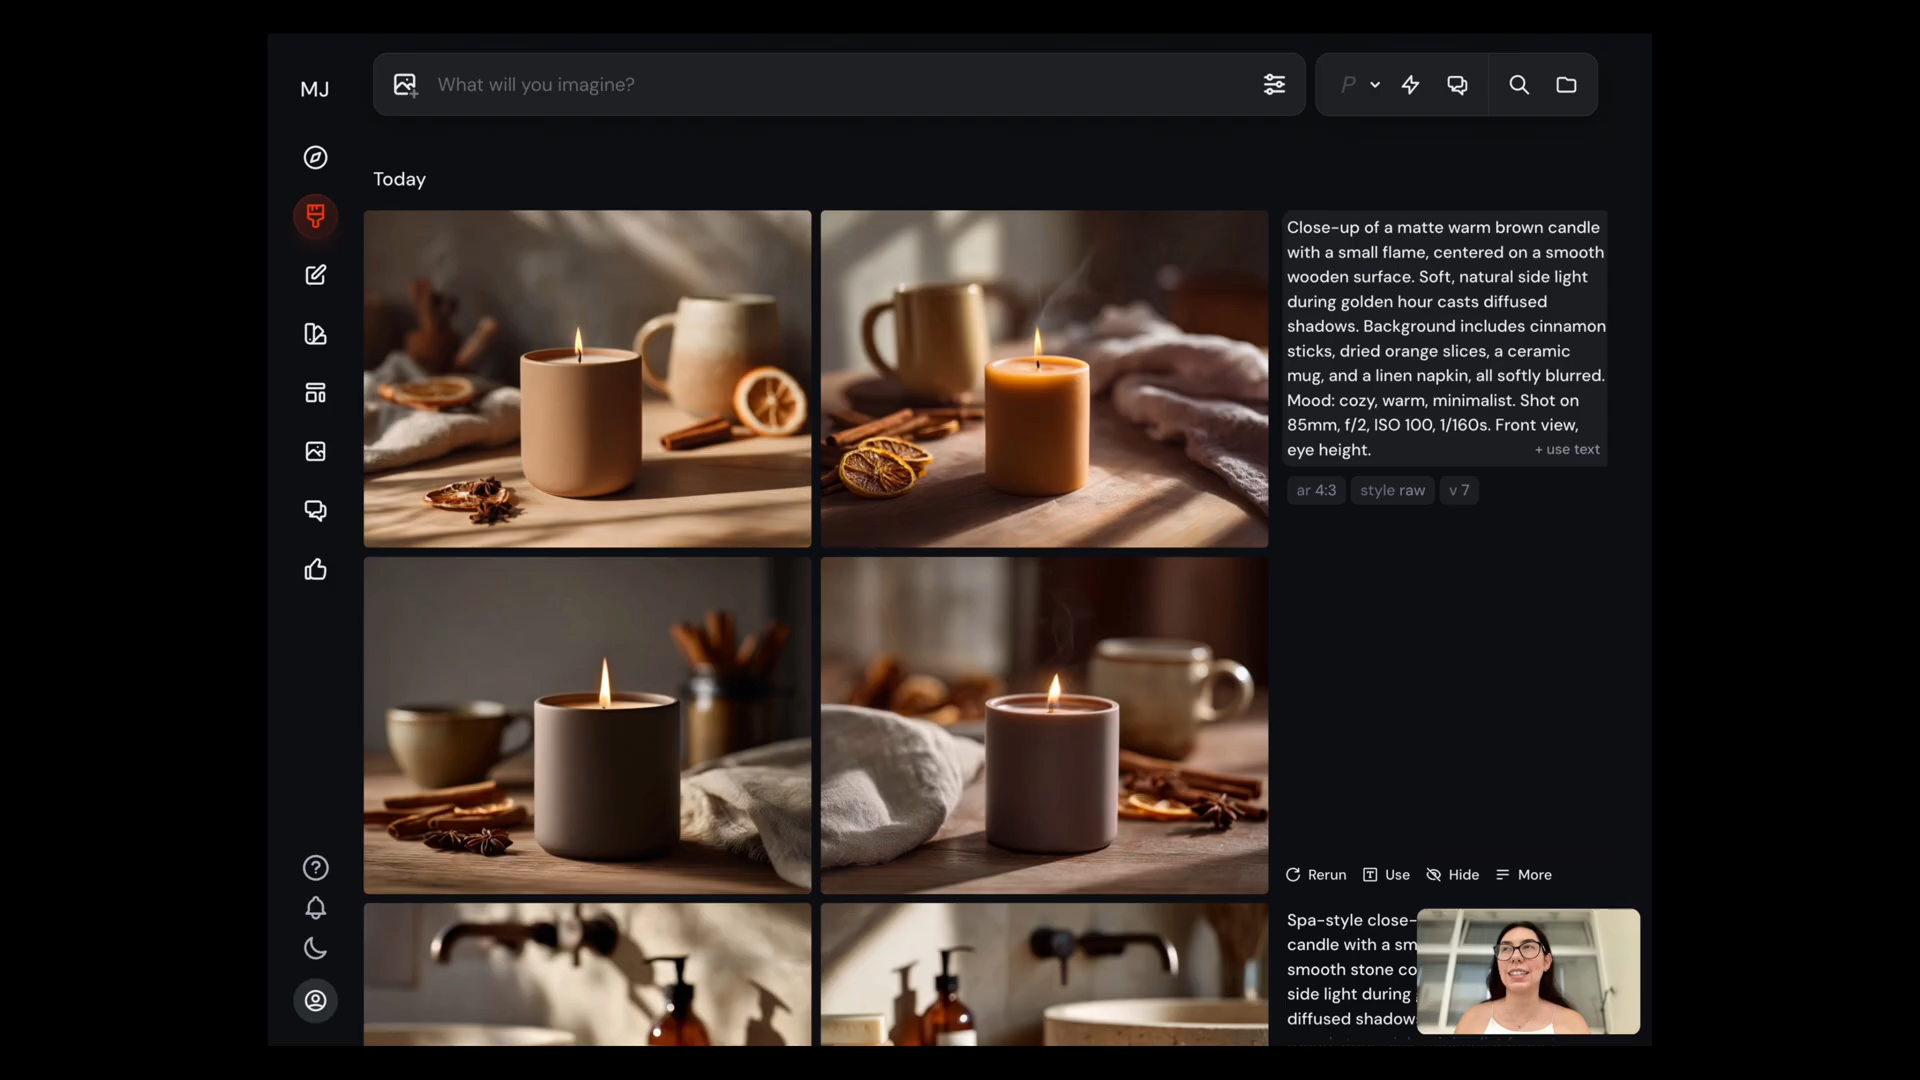 MJ
What will you imagine?
P
Today
Close-up of a matte warm brown candle
with a small flame, centered on a smooth
wooden surface. Soft, natural side light
during golden hour casts diffused
shadows. Background includes cinnamon
sticks, dried orange slices, a ceramic
mug, and a linen napkin, all softly blurred.
Mood: cozy, warm, minimalist. Shot on
85mm, f/2, ISO 100, 1/160s. Front view,
eye height. + use text
ar 4:3 style raw v 7
Rerun Use Hide More
Spa-style close-
candle with a sm
smooth stone co
side light during
diffused shadow